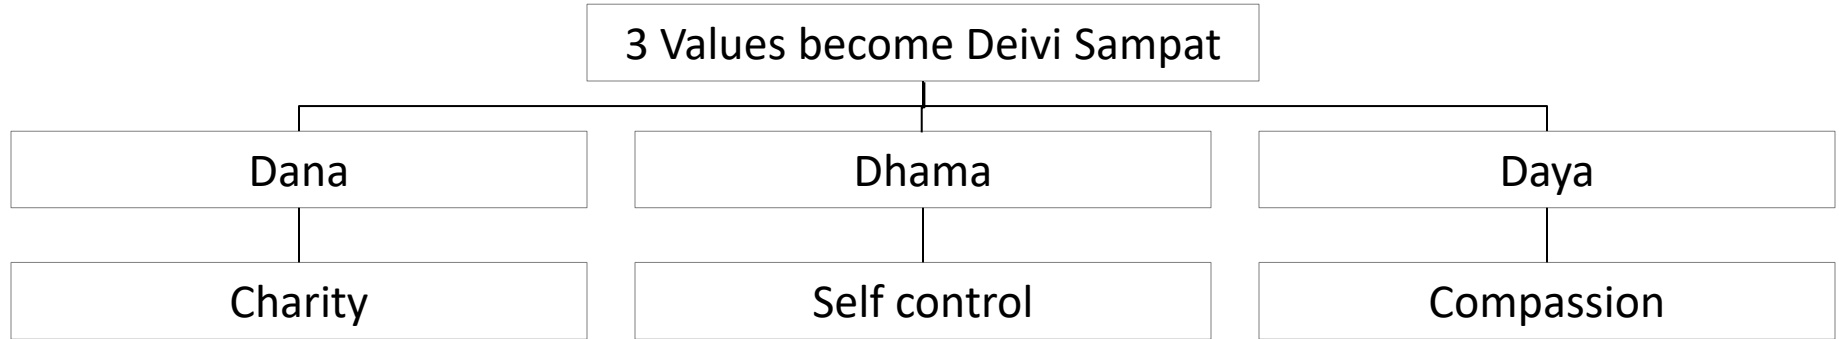 3 Values become Deivi Sampat
Dana
Dhama
Daya
Charity
Self control
Compassion